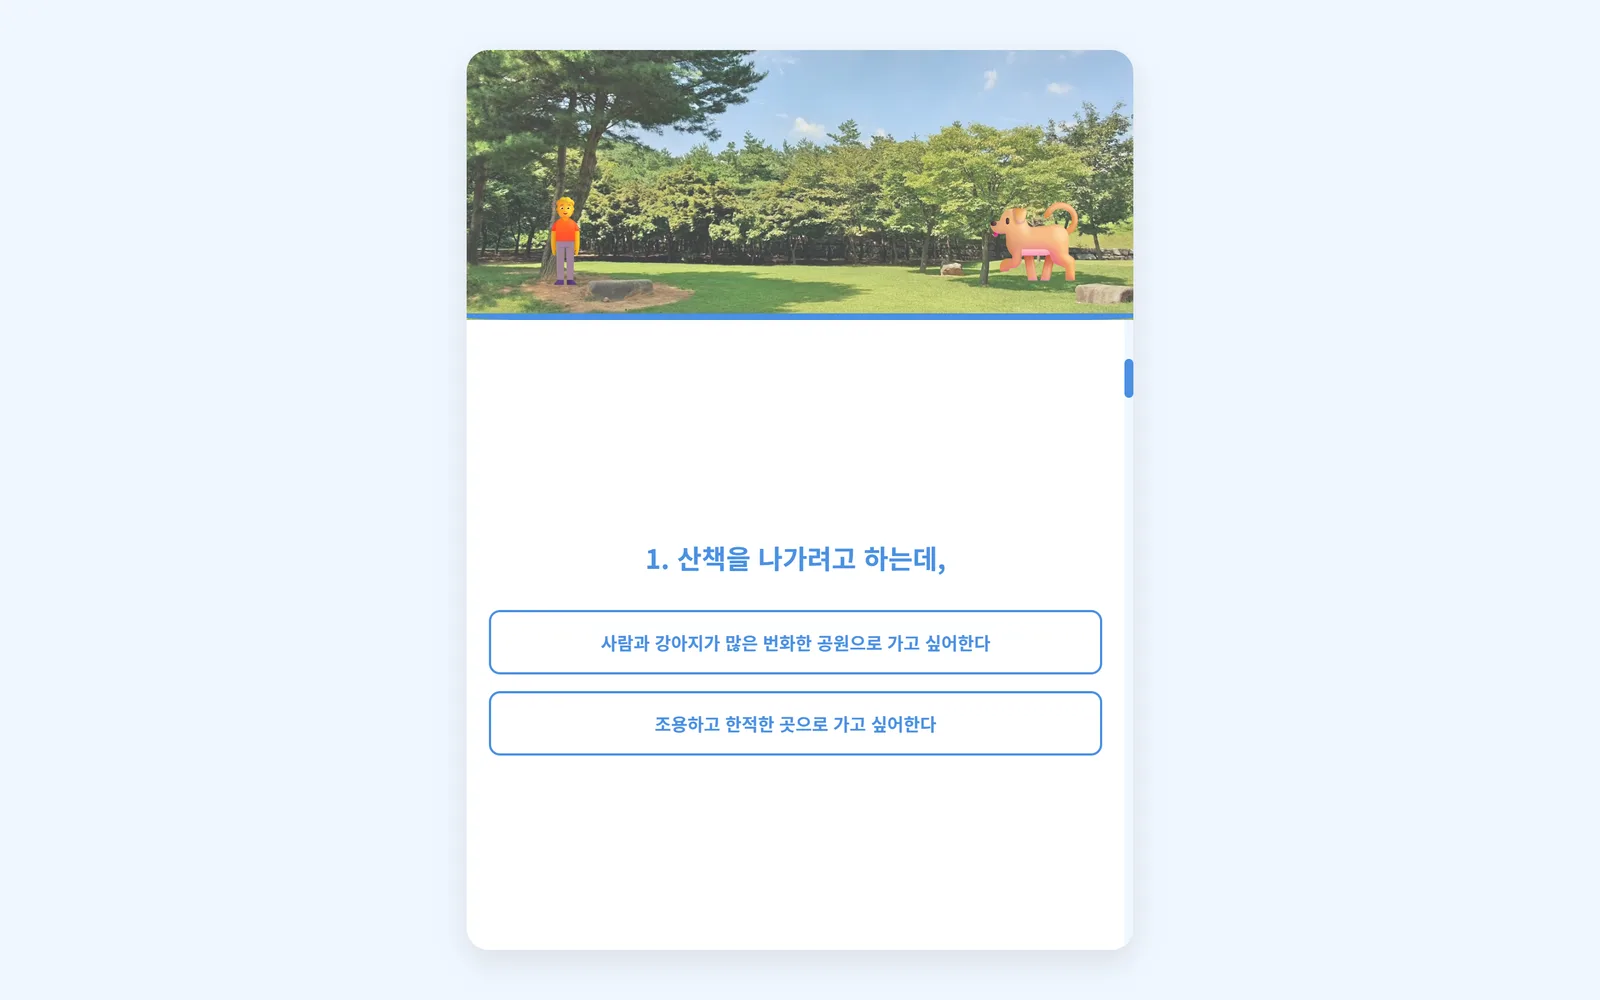 1. 산책을 나가려고 하는데,
사람과 강아지가 많은 번화한 공원으로 가고 싶어한다
조용하고 한적한 곳으로 가고 싶어한다